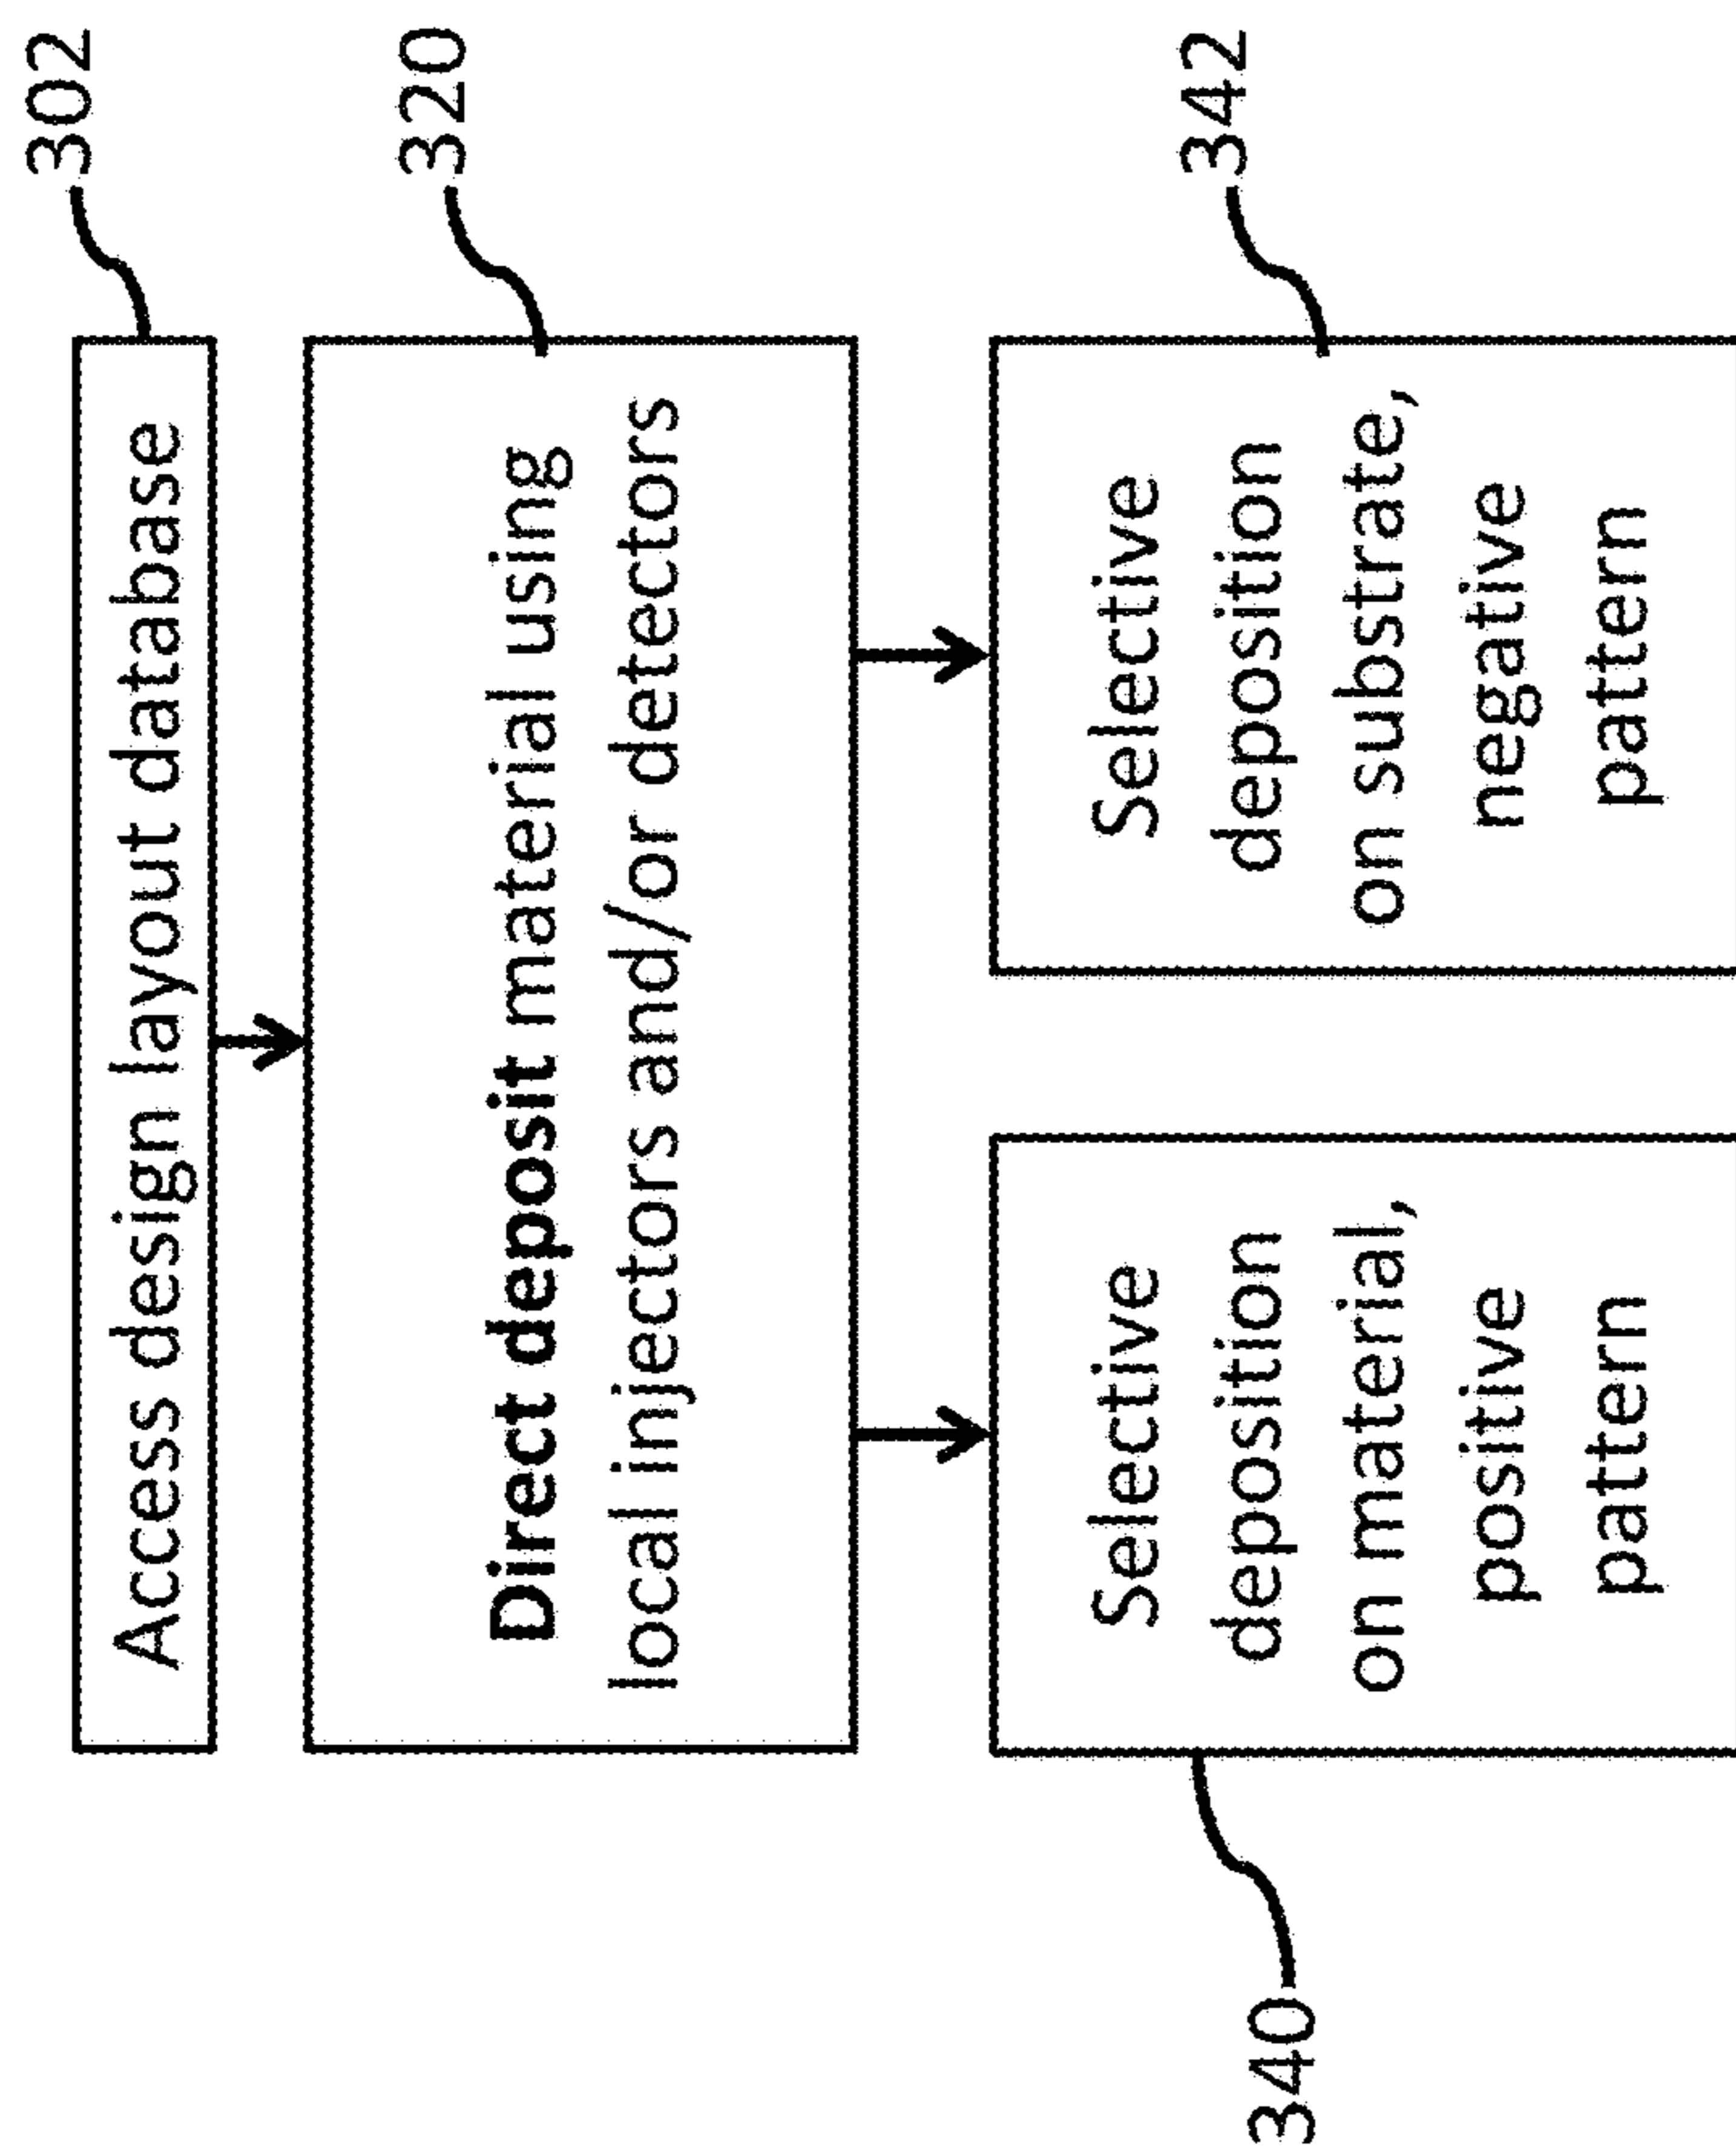 Access design layout database
302
Direct deposit material using
local injectors and/or detectors
320
Selective
deposition
on material,
positive
pattern
340
Selective
deposition
on substrate,
negative
pattern
342